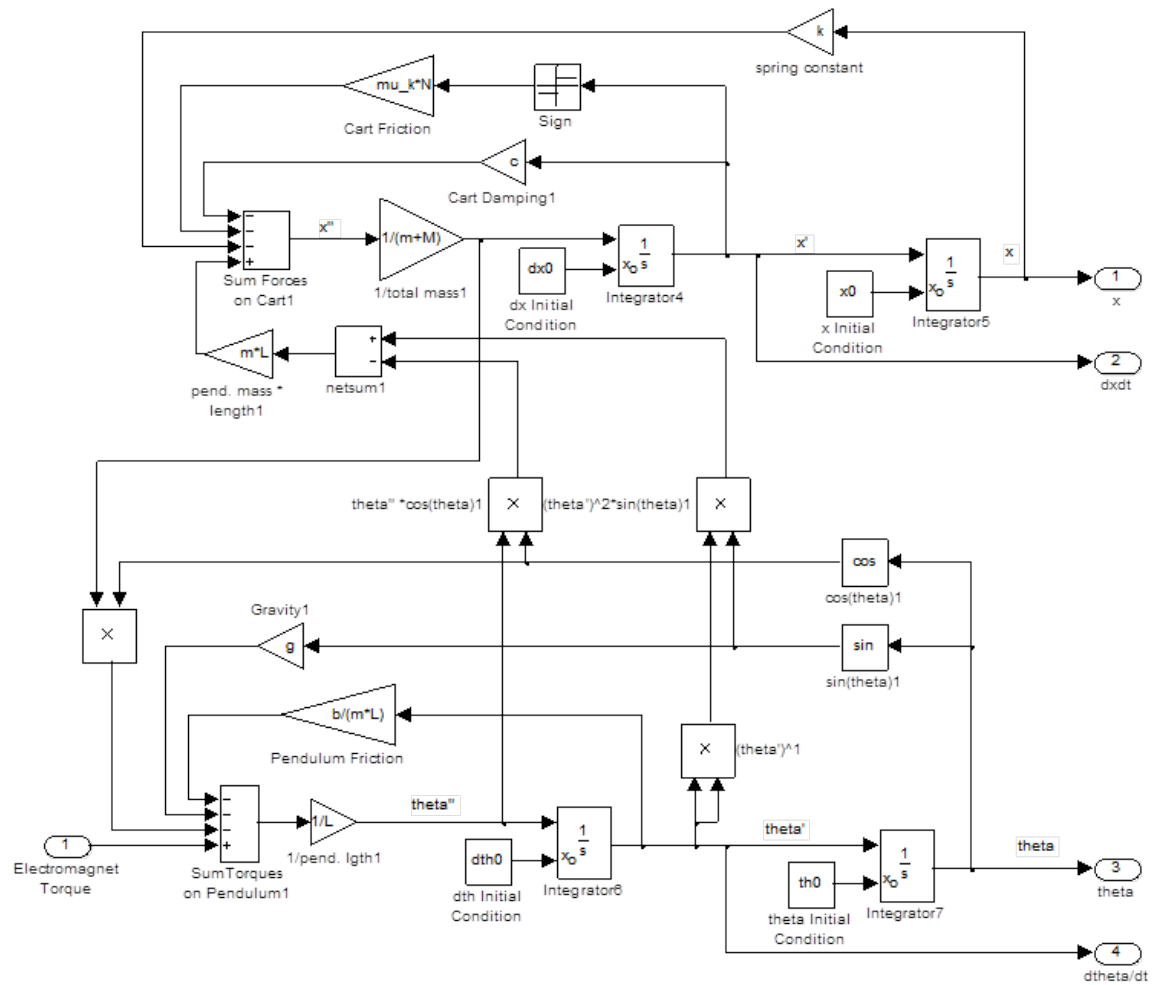 k
spring constant
mu_k*N
Cart Friction
Sign
c
Cart Damping1
−
−
−
+
Sum Forces
on Cart1
x''
1/(m+M)
1/total mass1
dx0
dx Initial
Condition
1
s
xo
Integrator4
x'
x0
x Initial
Condition
1
s
xo
Integrator5
x
1
x
2
dxdt
m*L
pend. mass *
length1
+
−
netsum1
theta'' *cos(theta)1
×
(theta')^2*sin(theta)1
×
cos
cos(theta)1
×
Gravity1
g
sin
sin(theta)1
b/(m*L)
Pendulum Friction
×
(theta')^1
1
Electromagnet
Torque
−
−
−
+
SumTorques
on Pendulum1
1/L
1/pend. lgth1
theta''
dth0
dth Initial
Condition
1
s
xo
Integrator6
theta'
th0
theta Initial
Condition
1
s
xo
Integrator7
theta
3
theta
4
dtheta/dt